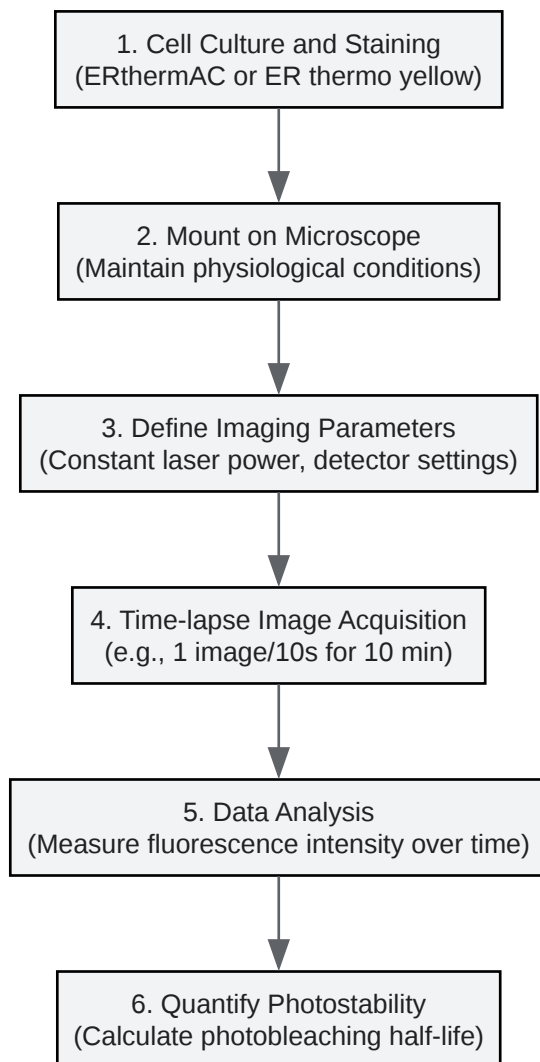 1. Cell Culture and Staining
(ERthermAC or ER thermo yellow)
2. Mount on Microscope
(Maintain physiological conditions)
3. Define Imaging Parameters
(Constant laser power, detector settings)
4. Time-lapse Image Acquisition
(e.g., 1 image/10s for 10 min)
5. Data Analysis
(Measure fluorescence intensity over time)
6. Quantify Photostability
(Calculate photobleaching half-life)